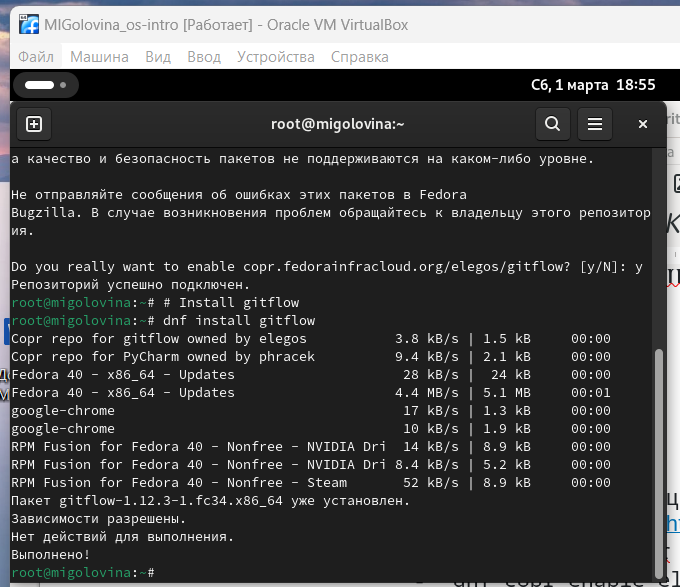 MIGolovina_os-intro [Работает] - Oracle VM VirtualBox
Файл Машина Вид Ввод Устройства Справка
Сб, 1 марта 18:55
root@migolovina:~
а качество и безопасность пакетов не поддерживаются на каком-либо уровне.
Не отправляйте сообщения об ошибках этих пакетов в Fedora
Bugzilla. В случае возникновения проблем обращайтесь к владельцу этого репозитор
ия.
Do you really want to enable copr.fedorainfracloud.org/elegos/gitflow? [y/N]: y
Репозиторий успешно подключен.
root@migolovina:~# # Install gitflow
root@migolovina:~# dnf install gitflow
Copr repo for gitflow owned by elegos 3.8 kB/s | 1.5 kB 00:00
Copr repo for PyCharm owned by phracek 9.4 kB/s | 2.1 kB 00:00
Fedora 40 - x86_64 - Updates 28 kB/s | 24 kB 00:00
Fedora 40 - x86_64 - Updates 4.4 MB/s | 5.1 MB 00:01
google-chrome 17 kB/s | 1.3 kB 00:00
google-chrome 10 kB/s | 1.9 kB 00:00
RPM Fusion for Fedora 40 - Nonfree - NVIDIA Dri 14 kB/s | 8.9 kB 00:00
RPM Fusion for Fedora 40 - Nonfree - NVIDIA Dri 8.4 kB/s | 5.2 kB 00:00
RPM Fusion for Fedora 40 - Nonfree - Steam 52 kB/s | 8.9 kB 00:00
Пакет gitflow-1.12.3-1.fc34.x86_64 уже установлен.
Зависимости разрешены.
Нет действий для выполнения.
Выполнено!
root@migolovina:~#